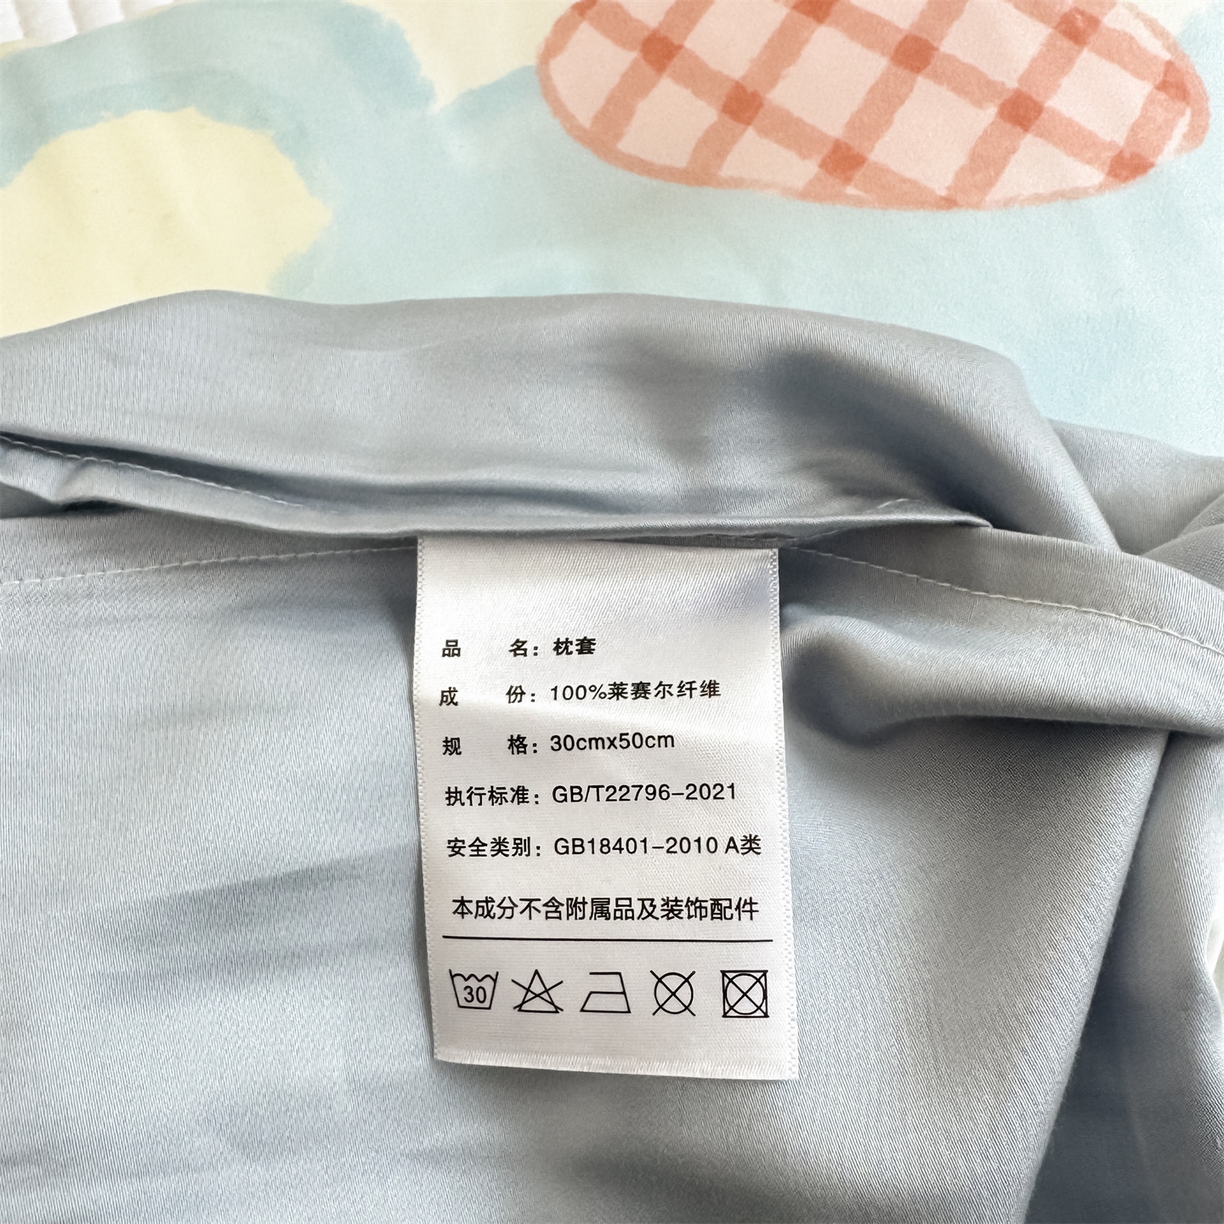 品 名：枕套
成 份：100%莱赛尔纤维
规 格：30cmx50cm
执行标准：GB/T22796-2021
安全类别：GB18401-2010 A类
本成分不含附属品及装饰配件
30